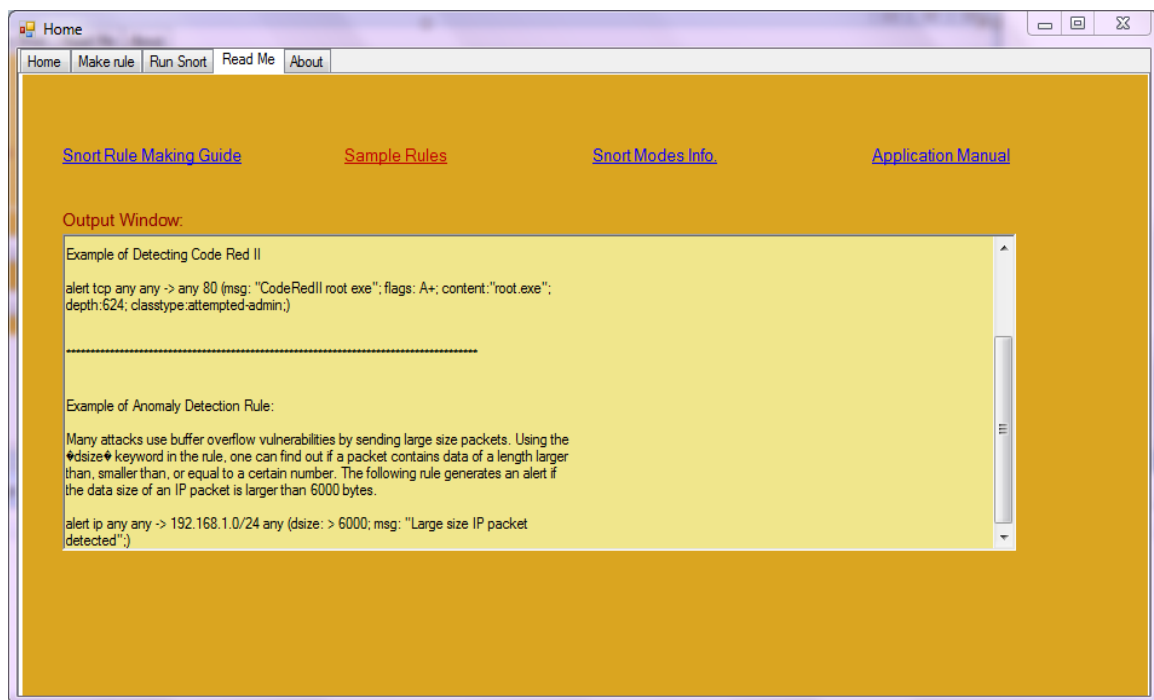 Home
Home Make rule Run Snort Read Me About
Snort Rule Making Guide Sample Rules Snort Modes Info. Application Manual
Output Window:
Example of Detecting Code Red II
alert tcp any any -> any 80 (msg: "CodeRedII root exe"; flags: A+; content:"root.exe";
depth:624; classtype:attempted-admin;)
Example of Anomaly Detection Rule:
Many attacks use buffer overflow vulnerabilities by sending large size packets. Using the
�dsize� keyword in the rule, one can find out if a packet contains data of a length larger
than, smaller than, or equal to a certain number. The following rule generates an alert if
the data size of an IP packet is larger than 6000 bytes.
alert ip any any -> 192.168.1.0/24 any (dsize: > 6000; msg: "Large size IP packet
detected";)